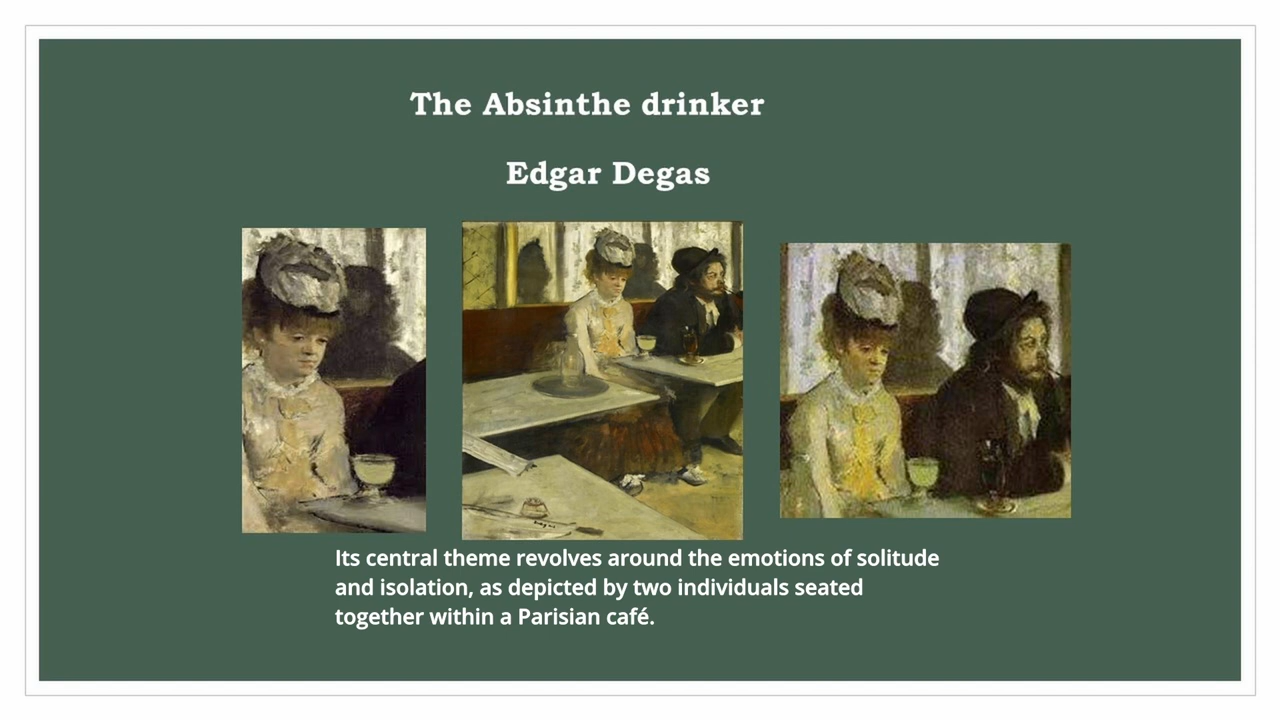 The Absinthe drinker
Edgar Degas
Its central theme revolves around the emotions of solitude
and isolation, as depicted by two individuals seated
together within a Parisian café.